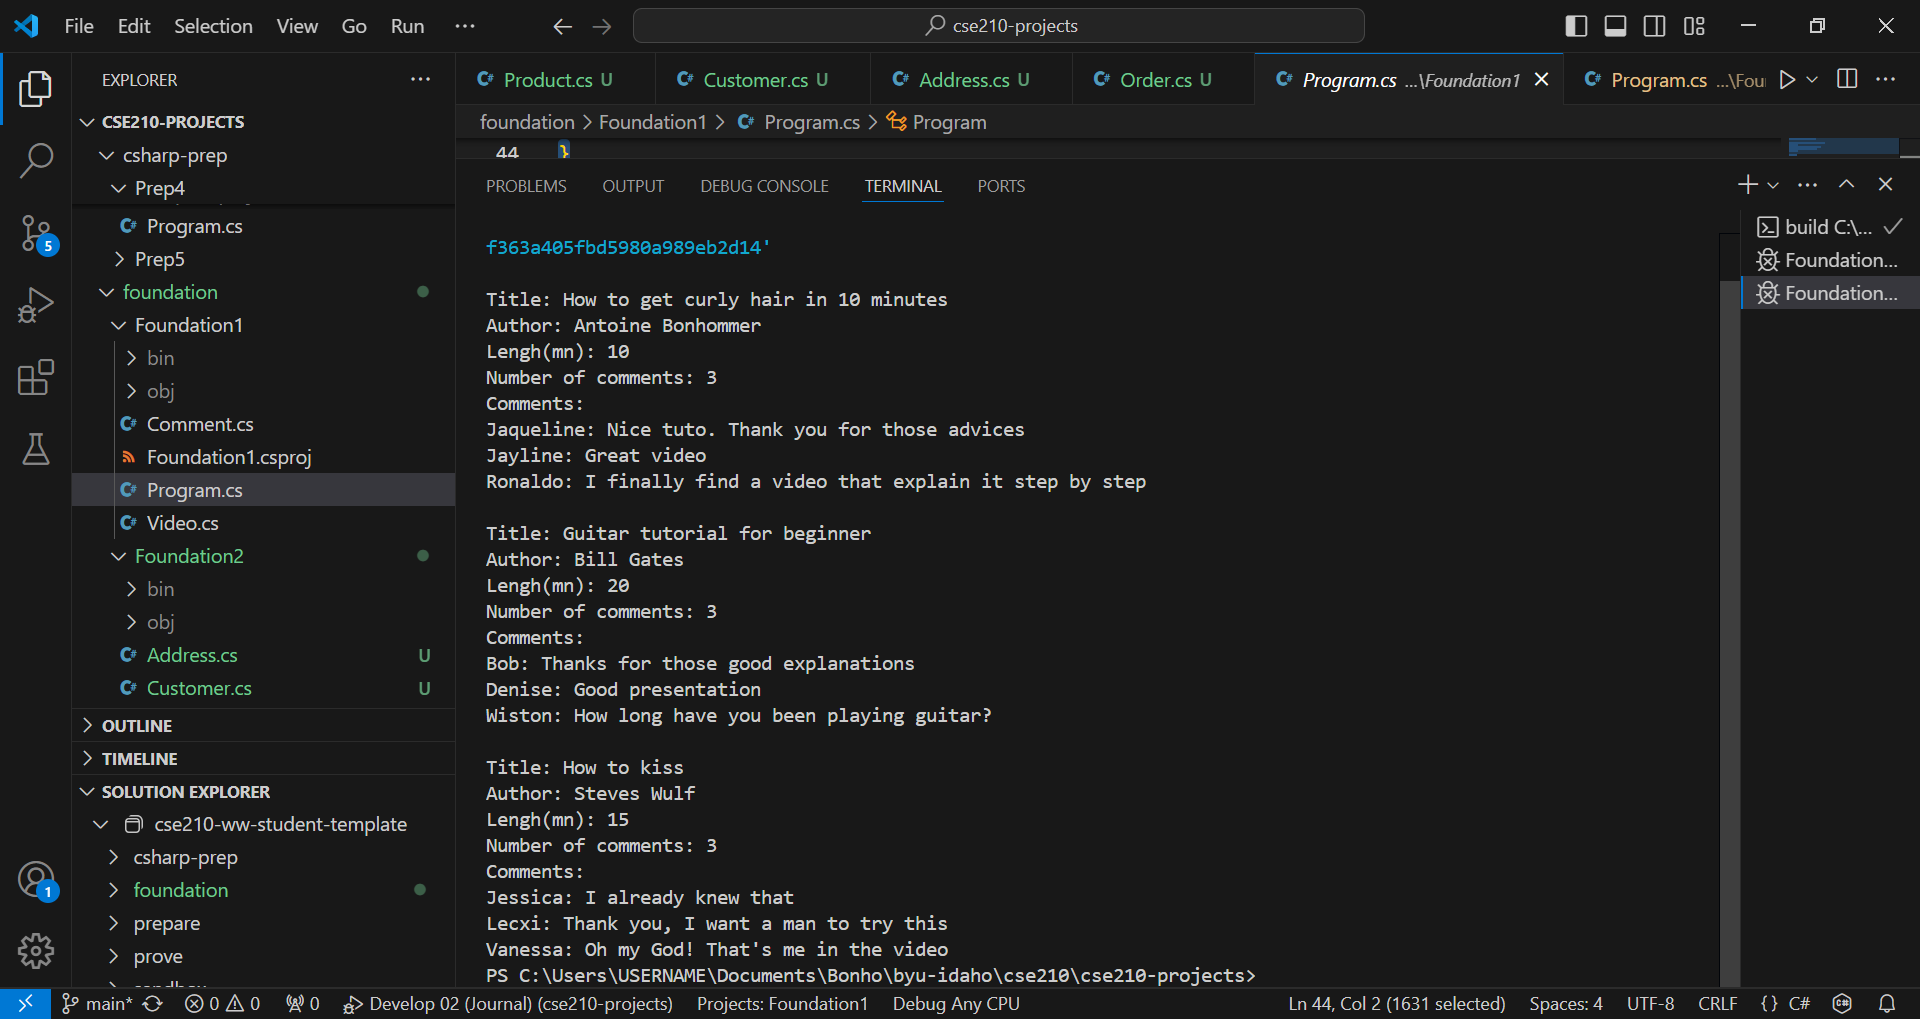 File Edit Selection View Go Run ···
cse210-projects
EXPLORER
CSE210-PROJECTS
csharp-prep
Prep4
Program.cs
Prep5
foundation
Foundation1
bin
obj
Comment.cs
Foundation1.csproj
Program.cs
Video.cs
Foundation2
bin
obj
Address.cs U
Customer.cs U
OUTLINE
TIMELINE
SOLUTION EXPLORER
cse210-ww-student-template
csharp-prep
foundation
prepare
prove
5
1
Product.cs U Customer.cs U Address.cs U Order.cs U Program.cs ...\Foundation1 Program.cs ...\Fou
foundation > Foundation1 > Program.cs > Program
44 }
PROBLEMS OUTPUT DEBUG CONSOLE TERMINAL PORTS
f363a405fbd5980a989eb2d14'
Title: How to get curly hair in 10 minutes
Author: Antoine Bonhommer
Lengh(mn): 10
Number of comments: 3
Comments:
Jaqueline: Nice tuto. Thank you for those advices
Jayline: Great video
Ronaldo: I finally find a video that explain it step by step
Title: Guitar tutorial for beginner
Author: Bill Gates
Lengh(mn): 20
Number of comments: 3
Comments:
Bob: Thanks for those good explanations
Denise: Good presentation
Wiston: How long have you been playing guitar?
Title: How to kiss
Author: Steves Wulf
Lengh(mn): 15
Number of comments: 3
Comments:
Jessica: I already knew that
Lecxi: Thank you, I want a man to try this
Vanessa: Oh my God! That's me in the video
PS C:\Users\USERNAME\Documents\Bonho\byu-idaho\cse210\cse210-projects>
build C:\...
Foundation...
Foundation...
main* 0 0 0 Develop 02 (Journal) (cse210-projects) Projects: Foundation1 Debug Any CPU Ln 44, Col 2 (1631 selected) Spaces: 4 UTF-8 CRLF {} C#